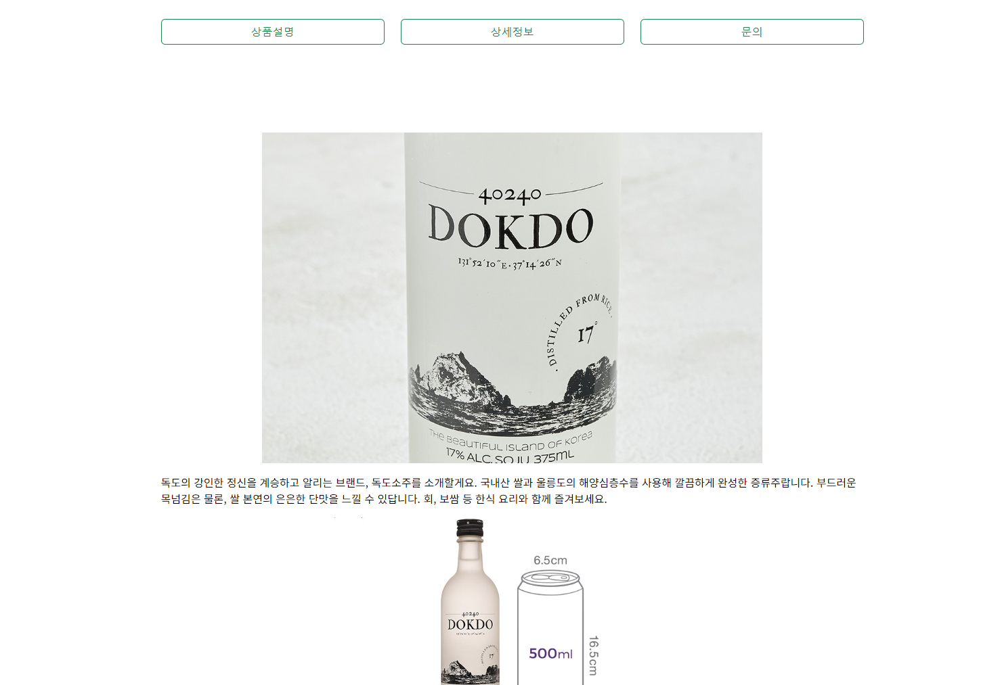 상품설명
상세정보
문의
40240
DOKDO
131°52′10″E·37°14′26″N
· DISTILLED FROM RICE ·
17°
THE BEAUTIFUL ISLAND OF KOREA
17% ALC. SOJU 375ml
독도의 강인한 정신을 계승하고 알리는 브랜드, 독도소주를 소개할게요. 국내산 쌀과 울릉도의 해양심층수를 사용해 깔끔하게 완성한 증류주랍니다. 부드러운
목넘김은 물론, 쌀 본연의 은은한 단맛을 느낄 수 있답니다. 회, 보쌈 등 한식 요리와 함께 즐겨보세요.
6.5cm
40240
DOKDO
17°
500ml
16.5cm